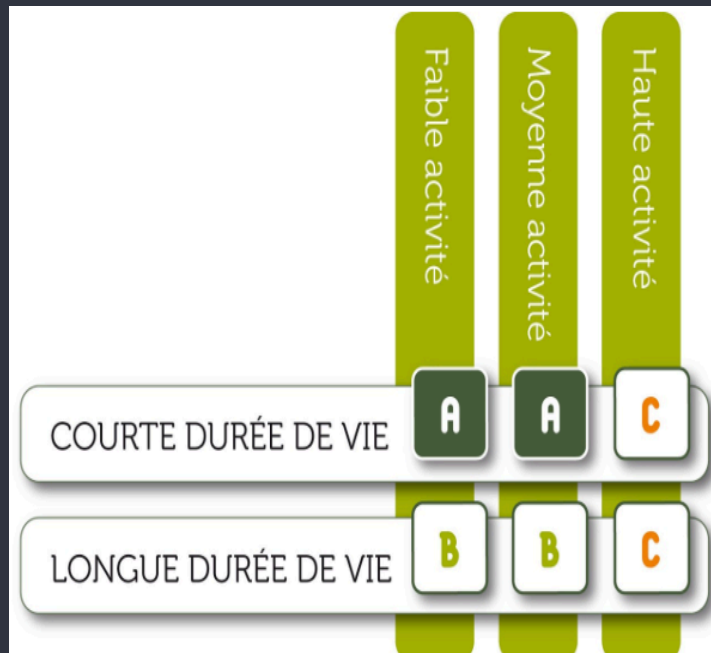 Faible activité
Moyenne activité
Haute activité
COURTE DURÉE DE VIE A A C
LONGUE DURÉE DE VIE B B C